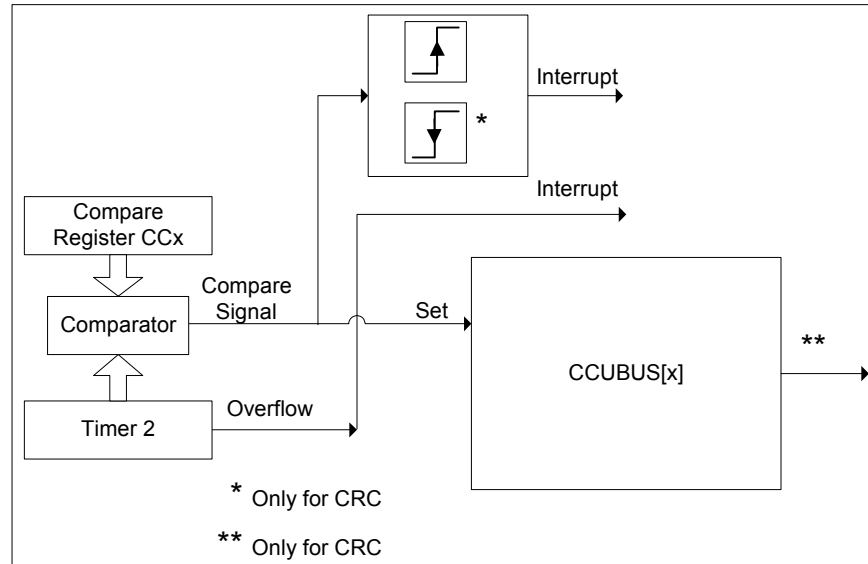 Interrupt
*
Interrupt
Compare
Register CCx
Compare
Signal
Set
Comparator
**
CCUBUS[x]
Overflow
Timer 2
* Only for CRC
** Only for CRC